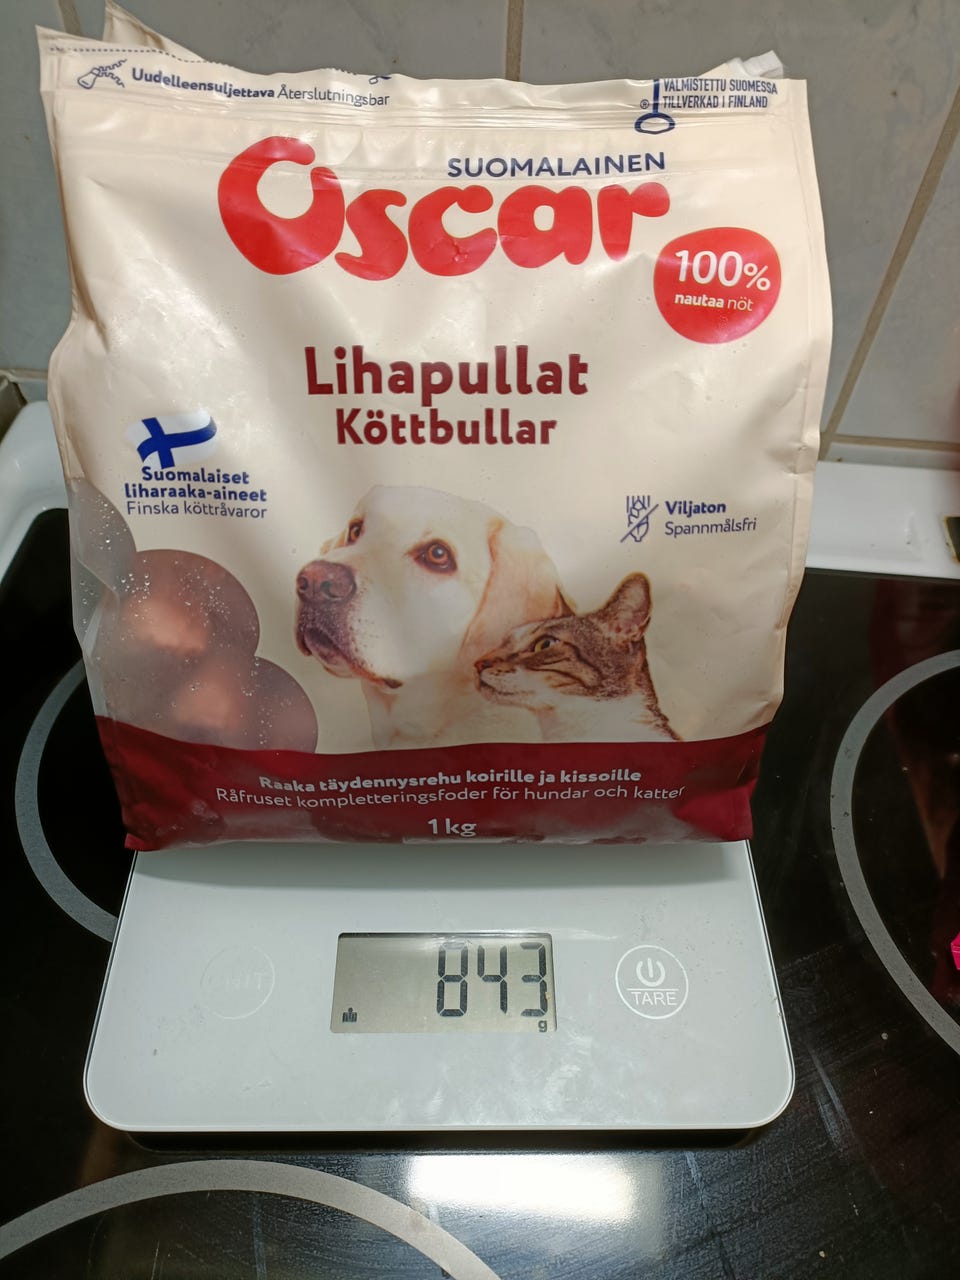 Uudelleensuljettava Återslutningsbar
VALMISTETTU SUOMESSA
TILLVERKAD I FINLAND
SUOMALAINEN
Oscar
100%
nautaa nöt
Lihapullat
Köttbullar
Suomalaiset
liharaaka-aineet
Finska köttråvaror
Viljaton
Spannmålsfri
Raaka täydennysrehu koirille ja kissoille
Råfruset kompletteringsfoder för hundar och katter
1 kg
843
g
TARE
UNIT